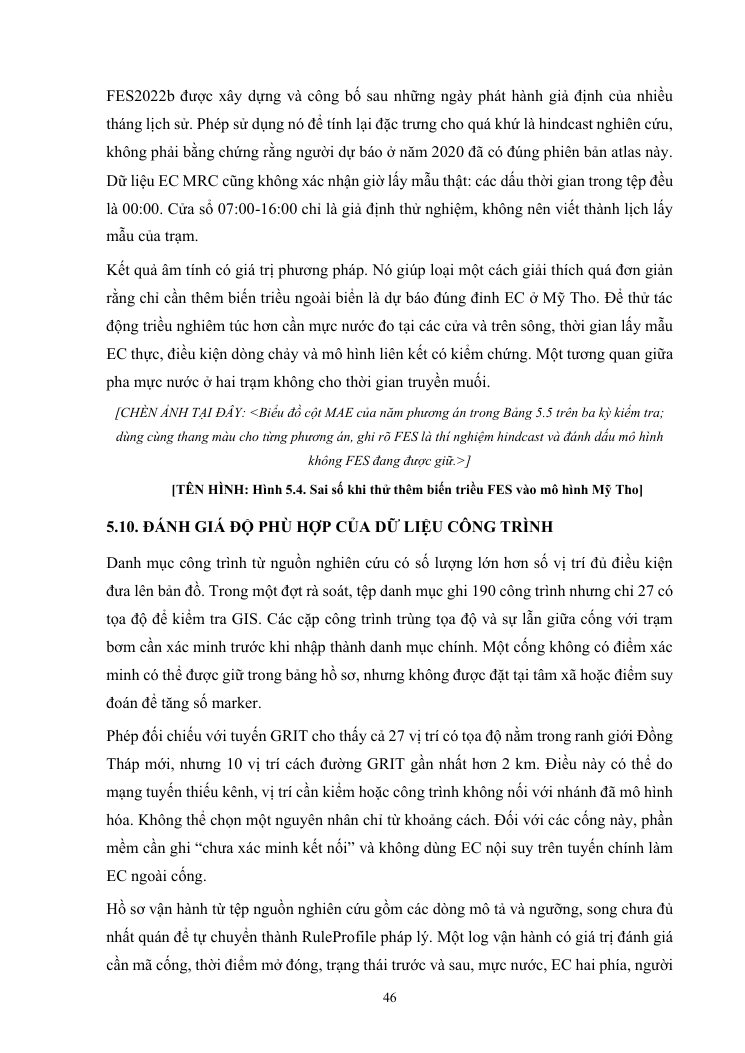 FES2022b được xây dựng và công bố sau những ngày phát hành giả định của nhiều
tháng lịch sử. Phép sử dụng nó để tính lại đặc trưng cho quá khứ là hindcast nghiên cứu,
không phải bằng chứng rằng người dự báo ở năm 2020 đã có đúng phiên bản atlas này.
Dữ liệu EC MRC cũng không xác nhận giờ lấy mẫu thật: các dấu thời gian trong tệp đều
là 00:00. Cửa sổ 07:00-16:00 chỉ là giả định thử nghiệm, không nên viết thành lịch lấy
mẫu của trạm.
Kết quả âm tính có giá trị phương pháp. Nó giúp loại một cách giải thích quá đơn giản
rằng chỉ cần thêm biến triều ngoài biển là dự báo đúng đỉnh EC ở Mỹ Tho. Để thử tác
động triều nghiêm túc hơn cần mực nước đo tại các cửa và trên sông, thời gian lấy mẫu
EC thực, điều kiện dòng chảy và mô hình liên kết có kiểm chứng. Một tương quan giữa
pha mực nước ở hai trạm không cho thời gian truyền muối.
[CHÈN ẢNH TẠI ĐÂY: <Biểu đồ cột MAE của năm phương án trong Bảng 5.5 trên ba kỳ kiểm tra;
dùng cùng thang màu cho từng phương án, ghi rõ FES là thí nghiệm hindcast và đánh dấu mô hình
không FES đang được giữ.>]
[TÊN HÌNH: Hình 5.4. Sai số khi thử thêm biến triều FES vào mô hình Mỹ Tho]
5.10. ĐÁNH GIÁ ĐỘ PHÙ HỢP CỦA DỮ LIỆU CÔNG TRÌNH
Danh mục công trình từ nguồn nghiên cứu có số lượng lớn hơn số vị trí đủ điều kiện
đưa lên bản đồ. Trong một đợt rà soát, tệp danh mục ghi 190 công trình nhưng chỉ 27 có
tọa độ để kiểm tra GIS. Các cặp công trình trùng tọa độ và sự lẫn giữa cống với trạm
bơm cần xác minh trước khi nhập thành danh mục chính. Một cống không có điểm xác
minh có thể được giữ trong bảng hồ sơ, nhưng không được đặt tại tâm xã hoặc điểm suy
đoán để tăng số marker.
Phép đối chiếu với tuyến GRIT cho thấy cả 27 vị trí có tọa độ nằm trong ranh giới Đồng
Tháp mới, nhưng 10 vị trí cách đường GRIT gần nhất hơn 2 km. Điều này có thể do
mạng tuyến thiếu kênh, vị trí cần kiểm hoặc công trình không nối với nhánh đã mô hình
hóa. Không thể chọn một nguyên nhân chỉ từ khoảng cách. Đối với các cống này, phần
mềm cần ghi “chưa xác minh kết nối” và không dùng EC nội suy trên tuyến chính làm
EC ngoài cống.
Hồ sơ vận hành từ tệp nguồn nghiên cứu gồm các dòng mô tả và ngưỡng, song chưa đủ
nhất quán để tự chuyển thành RuleProfile pháp lý. Một log vận hành có giá trị đánh giá
cần mã cống, thời điểm mở đóng, trạng thái trước và sau, mực nước, EC hai phía, người
46